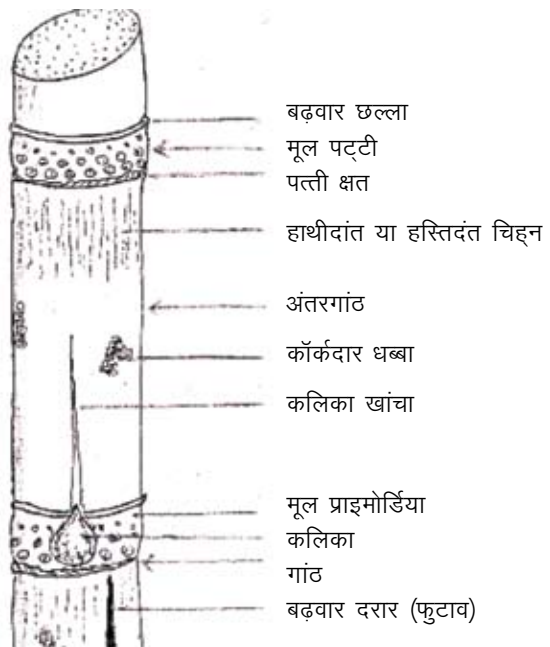 बढ़वार छल्ला
मूल पट्टी
पत्ती क्षत
हाथीदांत या हस्तिदंत चिह्न
अंतरगांठ
कॉर्कदार धब्बा
कलिका खांचा
मूल प्राइमोर्डिया
कलिका
गांठ
बढ़वार दरार (फुटाव)